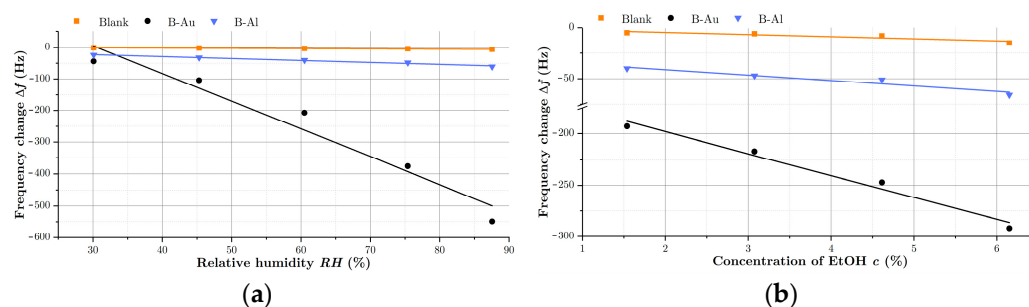 Blank B-Au B-Al
Frequency change Δf (Hz)
0
−100
−200
−300
−400
−500
−600
30 40 50 60 70 80 90
Relative humidity RH (%)
(a)
Blank B-Au B-Al
Frequency change Δf (Hz)
0
−50
−200
−250
−300
1 2 3 4 5 6
Concentration of EtOH c (%)
(b)